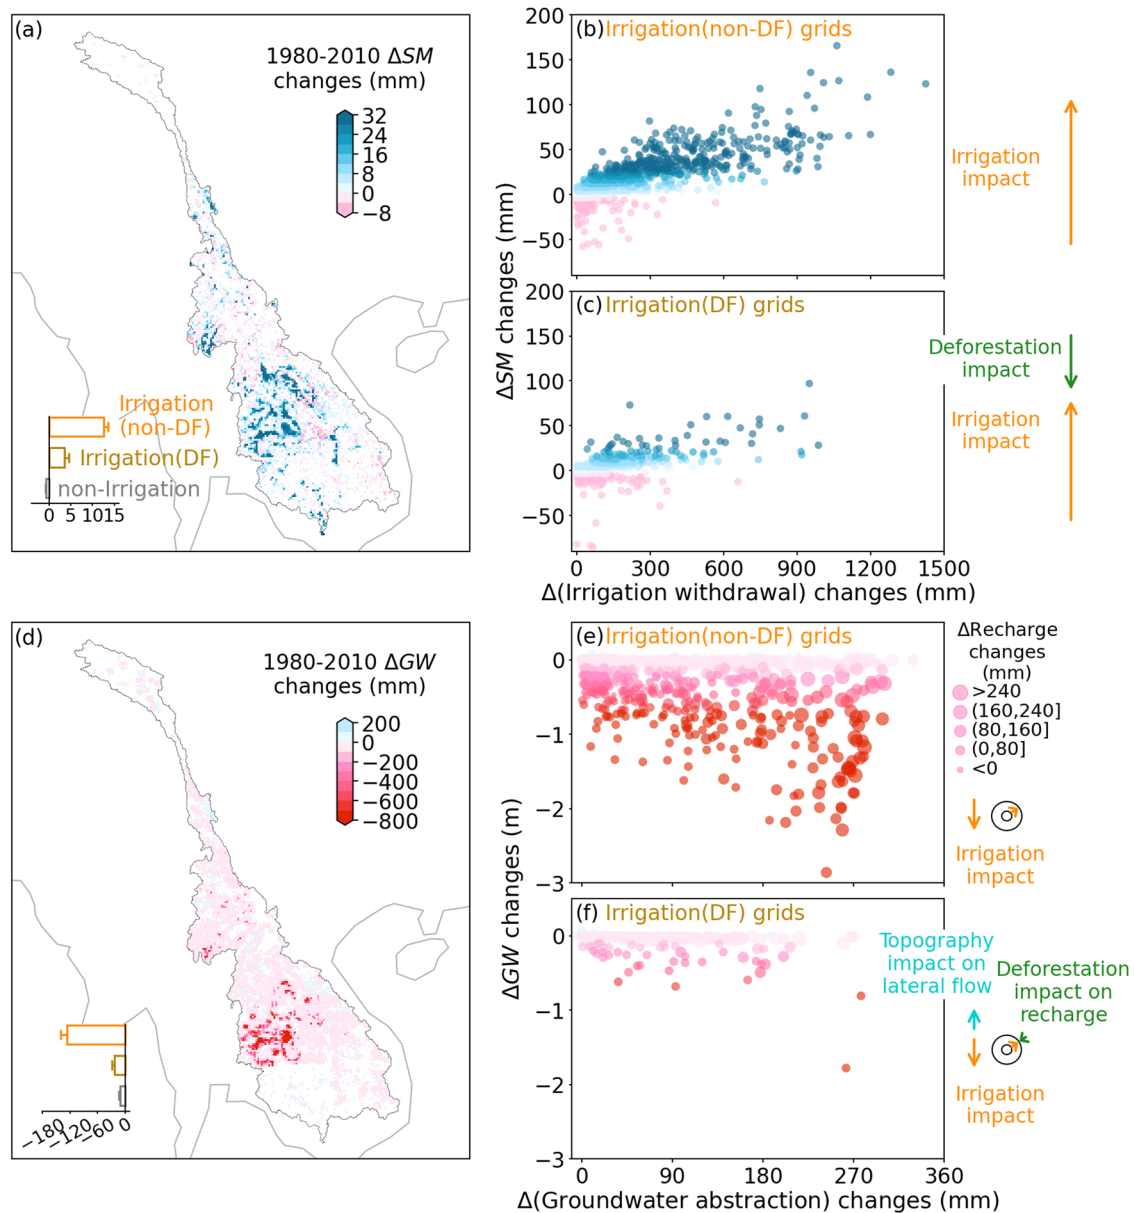 (a)
1980-2010 ΔSM
changes (mm)
32
24
16
8
0
−8
Irrigation
(non-DF)
Irrigation(DF)
non-Irrigation
0 5 1015
(b) Irrigation(non-DF) grids
200
150
100
50
0
−50
Irrigation
impact
ΔSM changes (mm)
(c) Irrigation(DF) grids
200
150
100
50
0
−50
Deforestation
impact
Irrigation
impact
0 300 600 900 1200 1500
Δ(Irrigation withdrawal) changes (mm)
(d)
1980-2010 ΔGW
changes (mm)
200
0
−200
−400
−600
−800
−180 −120 −60 0
(e) Irrigation(non-DF) grids
0
−1
−2
−3
ΔRecharge
changes
(mm)
>240
(160,240]
(80,160]
(0,80]
<0
Irrigation
impact
ΔGW changes (m)
(f) Irrigation(DF) grids
0
−1
−2
−3
Topography
impact on
lateral flow
Deforestation
impact on
recharge
Irrigation
impact
0 90 180 270 360
Δ(Groundwater abstraction) changes (mm)